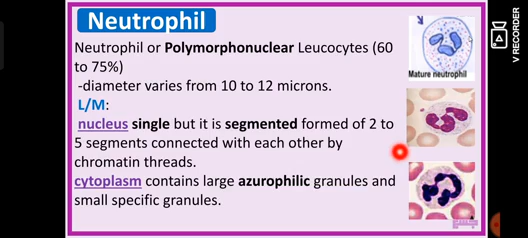 Neutrophil
Neutrophil or Polymorphonuclear Leucocytes (60
to 75%)
-diameter varies from 10 to 12 microns.
L/M:
nucleus single but it is segmented formed of 2 to
5 segments connected with each other by
chromatin threads.
cytoplasm contains large azurophilic granules and
small specific granules.
Mature neutrophil
V RECORDER